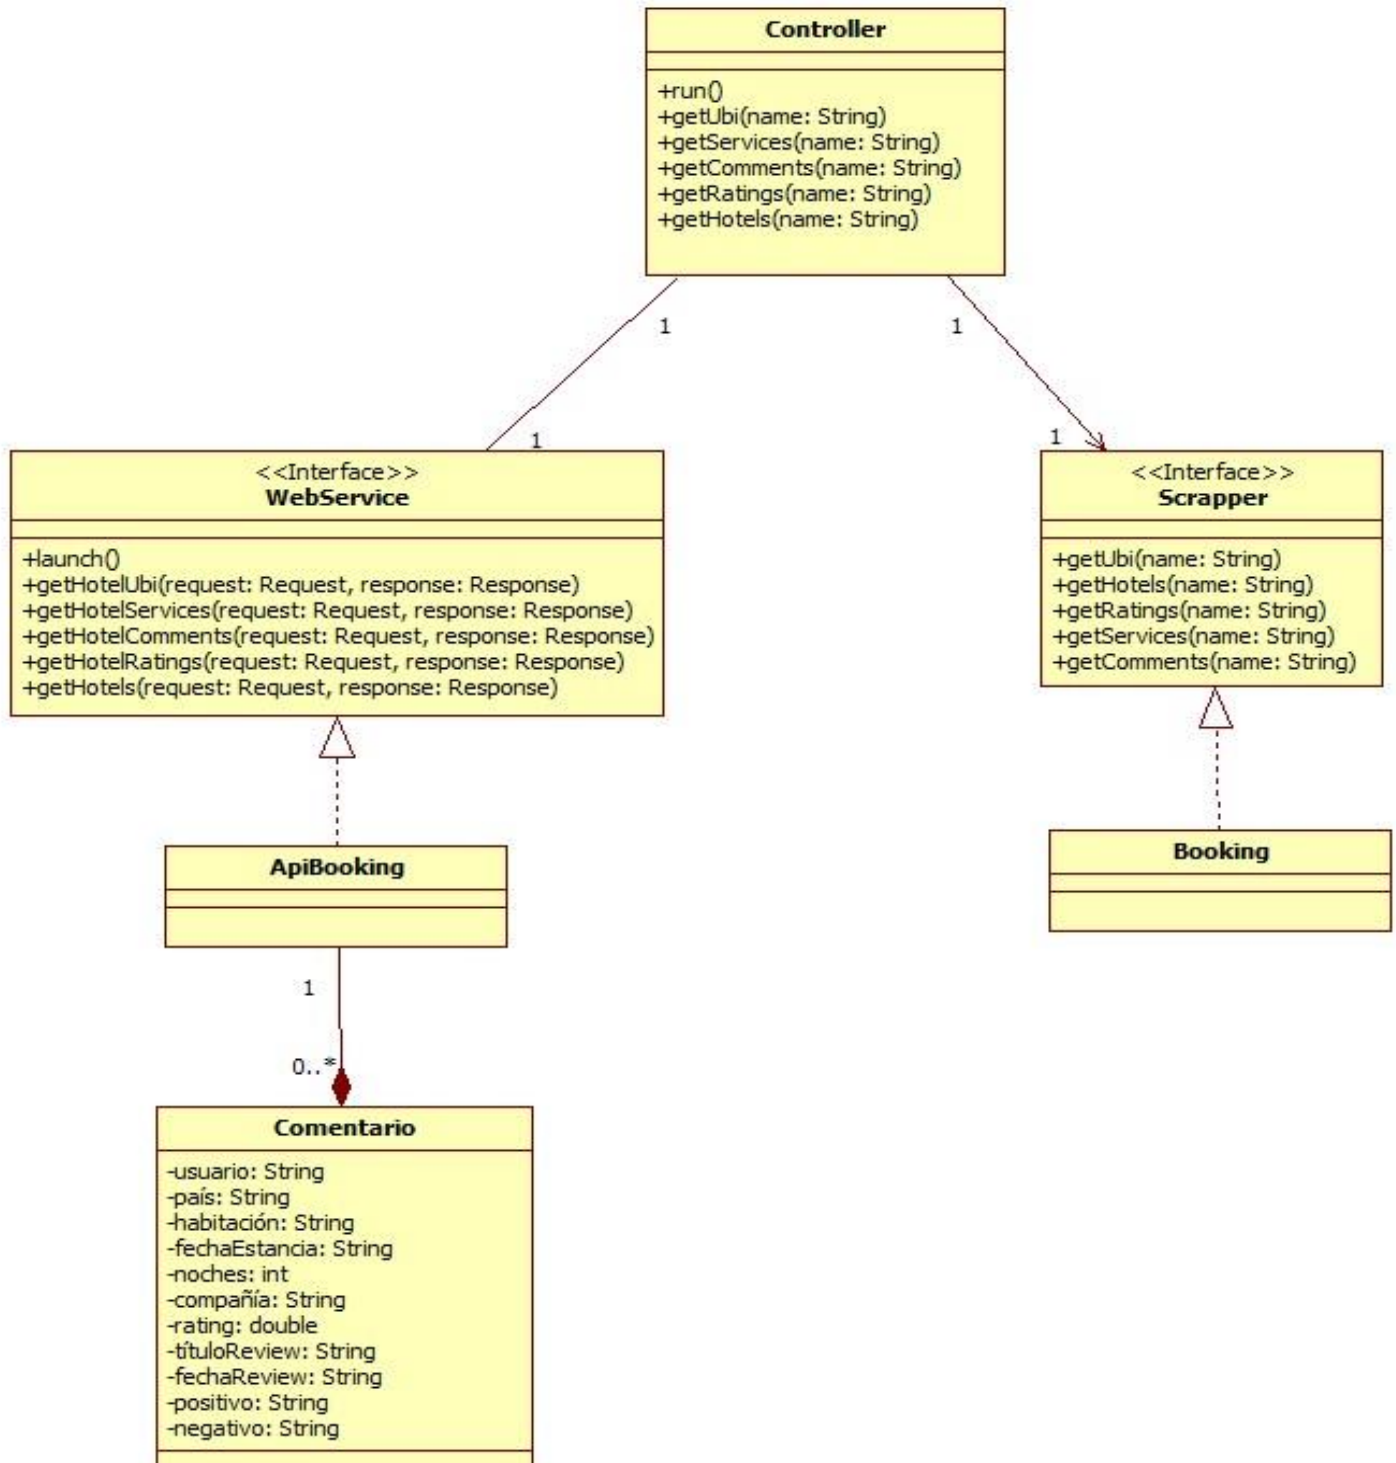 Controller
+run()
+getUbi(name: String)
+getServices(name: String)
+getComments(name: String)
+getRatings(name: String)
+getHotels(name: String)
1
1
1
1
<<Interface>>
WebService
+launch()
+getHotelUbi(request: Request, response: Response)
+getHotelServices(request: Request, response: Response)
+getHotelComments(request: Request, response: Response)
+getHotelRatings(request: Request, response: Response)
+getHotels(request: Request, response: Response)
<<Interface>>
Scrapper
+getUbi(name: String)
+getHotels(name: String)
+getRatings(name: String)
+getServices(name: String)
+getComments(name: String)
ApiBooking
Booking
1
0..*
Comentario
-usuario: String
-país: String
-habitación: String
-fechaEstancia: String
-noches: int
-compañía: String
-rating: double
-títuloReview: String
-fechaReview: String
-positivo: String
-negativo: String